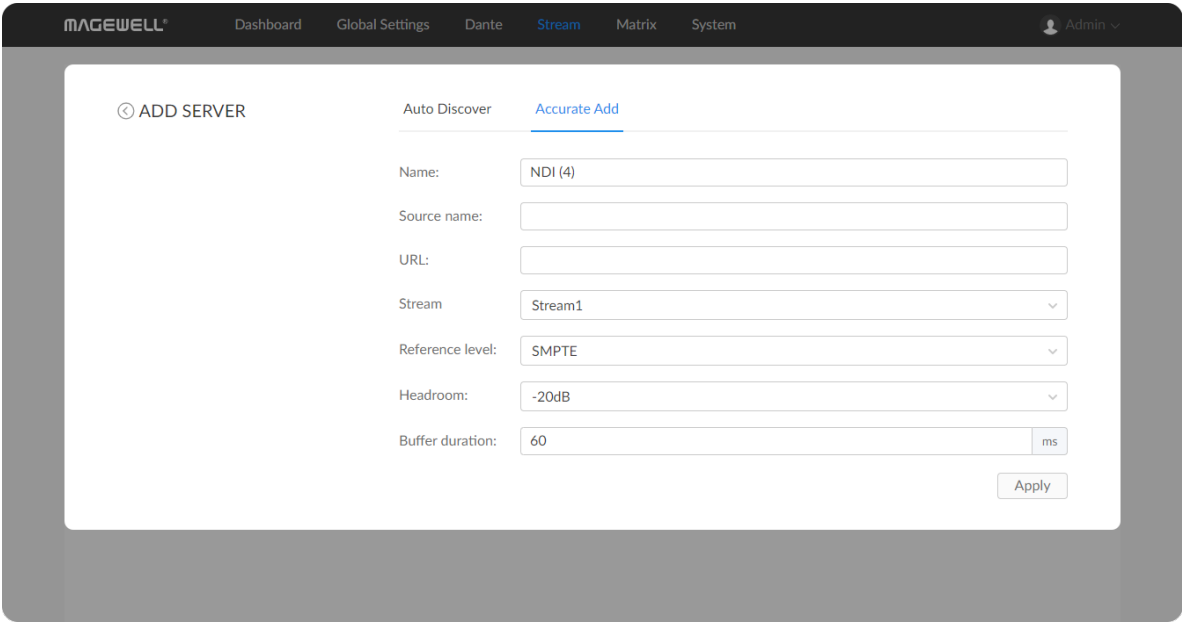 MAGEWELL® Dashboard Global Settings Dante Stream Matrix System Admin
ADD SERVER
Auto Discover Accurate Add
Name: NDI (4)
Source name:
URL:
Stream Stream1
Reference level: SMPTE
Headroom: -20dB
Buffer duration: 60 ms
Apply